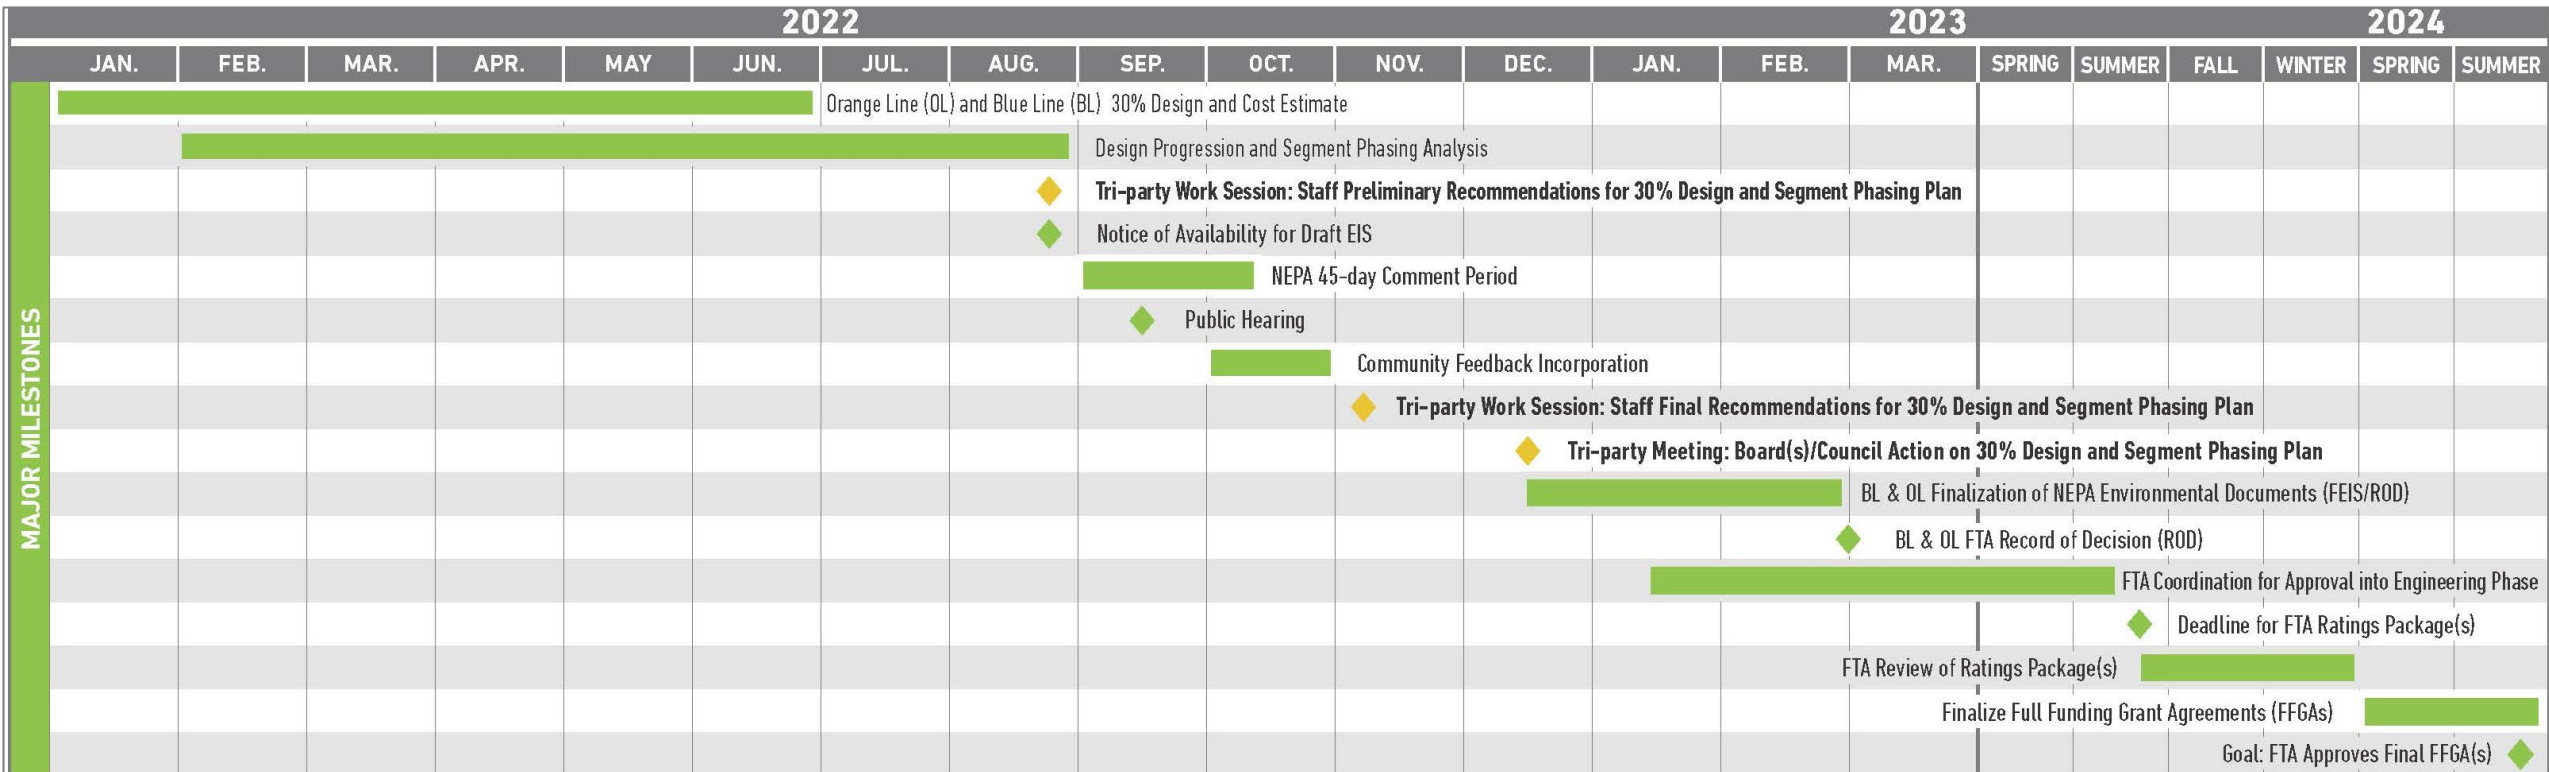 2022 2023 2024
JAN. FEB. MAR. APR. MAY JUN. JUL. AUG. SEP. OCT. NOV. DEC. JAN. FEB. MAR. SPRING SUMMER FALL WINTER SPRING SUMMER
MAJOR MILESTONES
Orange Line (OL) and Blue Line (BL) 30% Design and Cost Estimate
Design Progression and Segment Phasing Analysis
Tri-party Work Session: Staff Preliminary Recommendations for 30% Design and Segment Phasing Plan
Notice of Availability for Draft EIS
NEPA 45-day Comment Period
Public Hearing
Community Feedback Incorporation
Tri-party Work Session: Staff Final Recommendations for 30% Design and Segment Phasing Plan
Tri-party Meeting: Board(s)/Council Action on 30% Design and Segment Phasing Plan
BL & OL Finalization of NEPA Environmental Documents (FEIS/ROD)
BL & OL FTA Record of Decision (ROD)
FTA Coordination for Approval into Engineering Phase
Deadline for FTA Ratings Package(s)
FTA Review of Ratings Package(s)
Finalize Full Funding Grant Agreements (FFGAs)
Goal: FTA Approves Final FFGA(s)